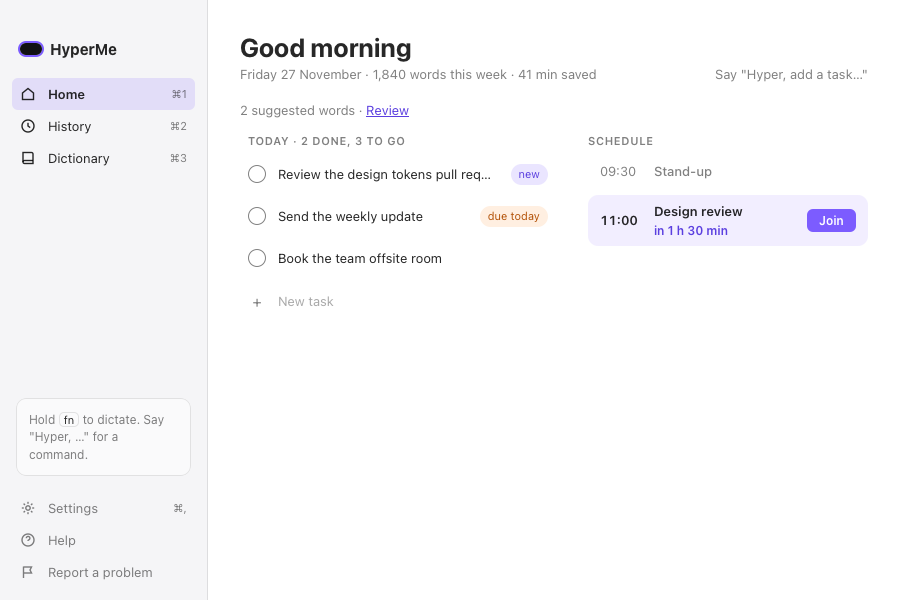 HyperMe
Home ⌘1
History ⌘2
Dictionary ⌘3
Hold fn to dictate. Say
"Hyper, ..." for a
command.
Settings ⌘,
Help
Report a problem
Good morning
Friday 27 November · 1,840 words this week · 41 min saved
Say "Hyper, add a task…"
2 suggested words · Review
TODAY · 2 DONE, 3 TO GO
Review the design tokens pull req… new
Send the weekly update due today
Book the team offsite room
+ New task
SCHEDULE
09:30 Stand-up
11:00 Design review
in 1 h 30 min
Join